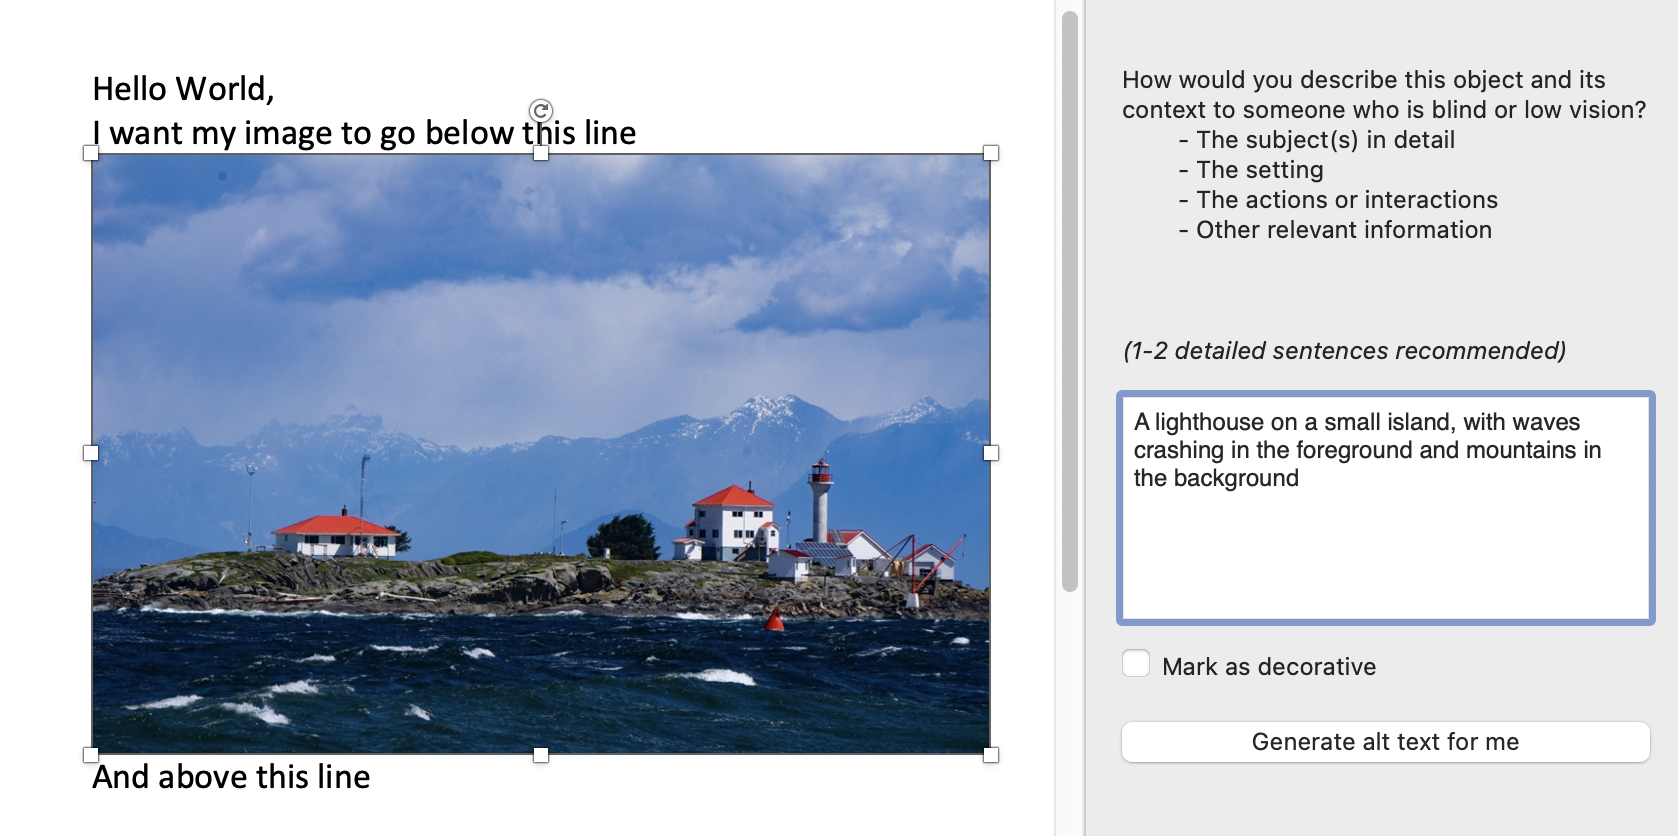 Hello World,
I want my image to go below this line
And above this line
How would you describe this object and its
context to someone who is blind or low vision?
- The subject(s) in detail
- The setting
- The actions or interactions
- Other relevant information
(1-2 detailed sentences recommended)
A lighthouse on a small island, with waves
crashing in the foreground and mountains in
the background
Mark as decorative
Generate alt text for me